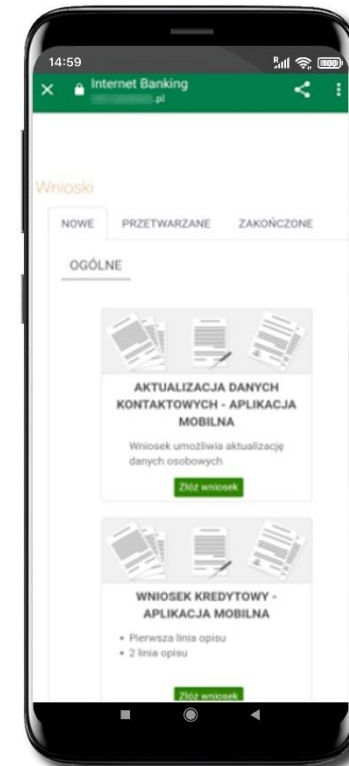 14:59
Internet Banking
.pl
Wnioski
NOWE PRZETWARZANE ZAKOŃCZONE
OGÓLNE
AKTUALIZACJA DANYCH
KONTAKTOWYCH - APLIKACJA
MOBILNA
Wniosek umożliwia aktualizację
danych osobowych
Złóż wniosek
WNIOSEK KREDYTOWY -
APLIKACJA MOBILNA
• Pierwsza linia opisu
• 2 linia opisu
Złóż wniosek